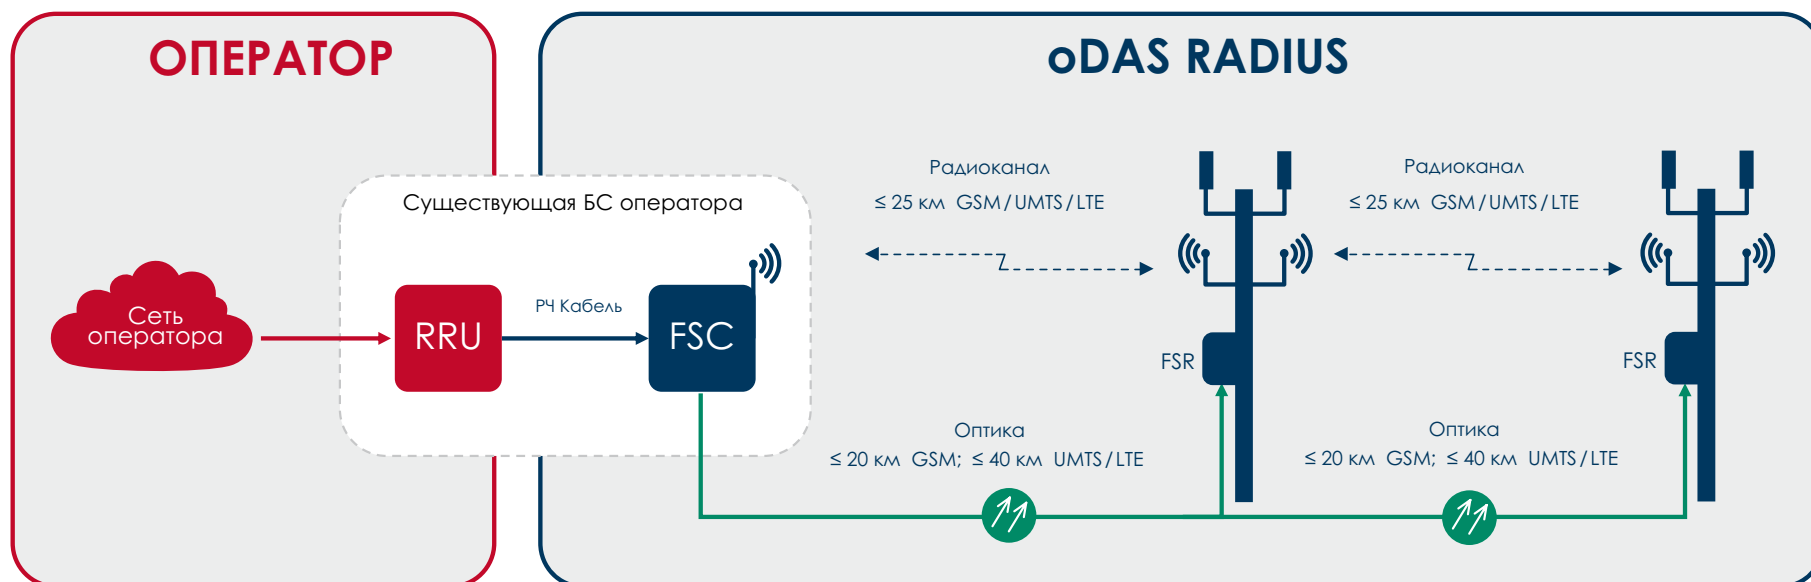 ОПЕРАТОР
oDAS RADIUS
Существующая БС оператора
Сеть
оператора
RRU
РЧ Кабель
FSC
Радиоканал
≤ 25 км GSM/UMTS/LTE
Радиоканал
≤ 25 км GSM/UMTS/LTE
FSR
FSR
Оптика
≤ 20 км GSM; ≤ 40 км UMTS/LTE
Оптика
≤ 20 км GSM; ≤ 40 км UMTS/LTE